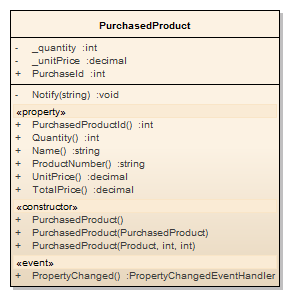 PurchasedProduct
- _quantity :int
- _unitPrice :decimal
+ PurchaseId :int
- Notify(string) :void
«property»
+ PurchasedProductId() :int
+ Quantity() :int
+ Name() :string
+ ProductNumber() :string
+ UnitPrice() :decimal
+ TotalPrice() :decimal
«constructor»
+ PurchasedProduct()
+ PurchasedProduct(PurchasedProduct)
+ PurchasedProduct(Product, int, int)
«event»
+ PropertyChanged() :PropertyChangedEventHandler